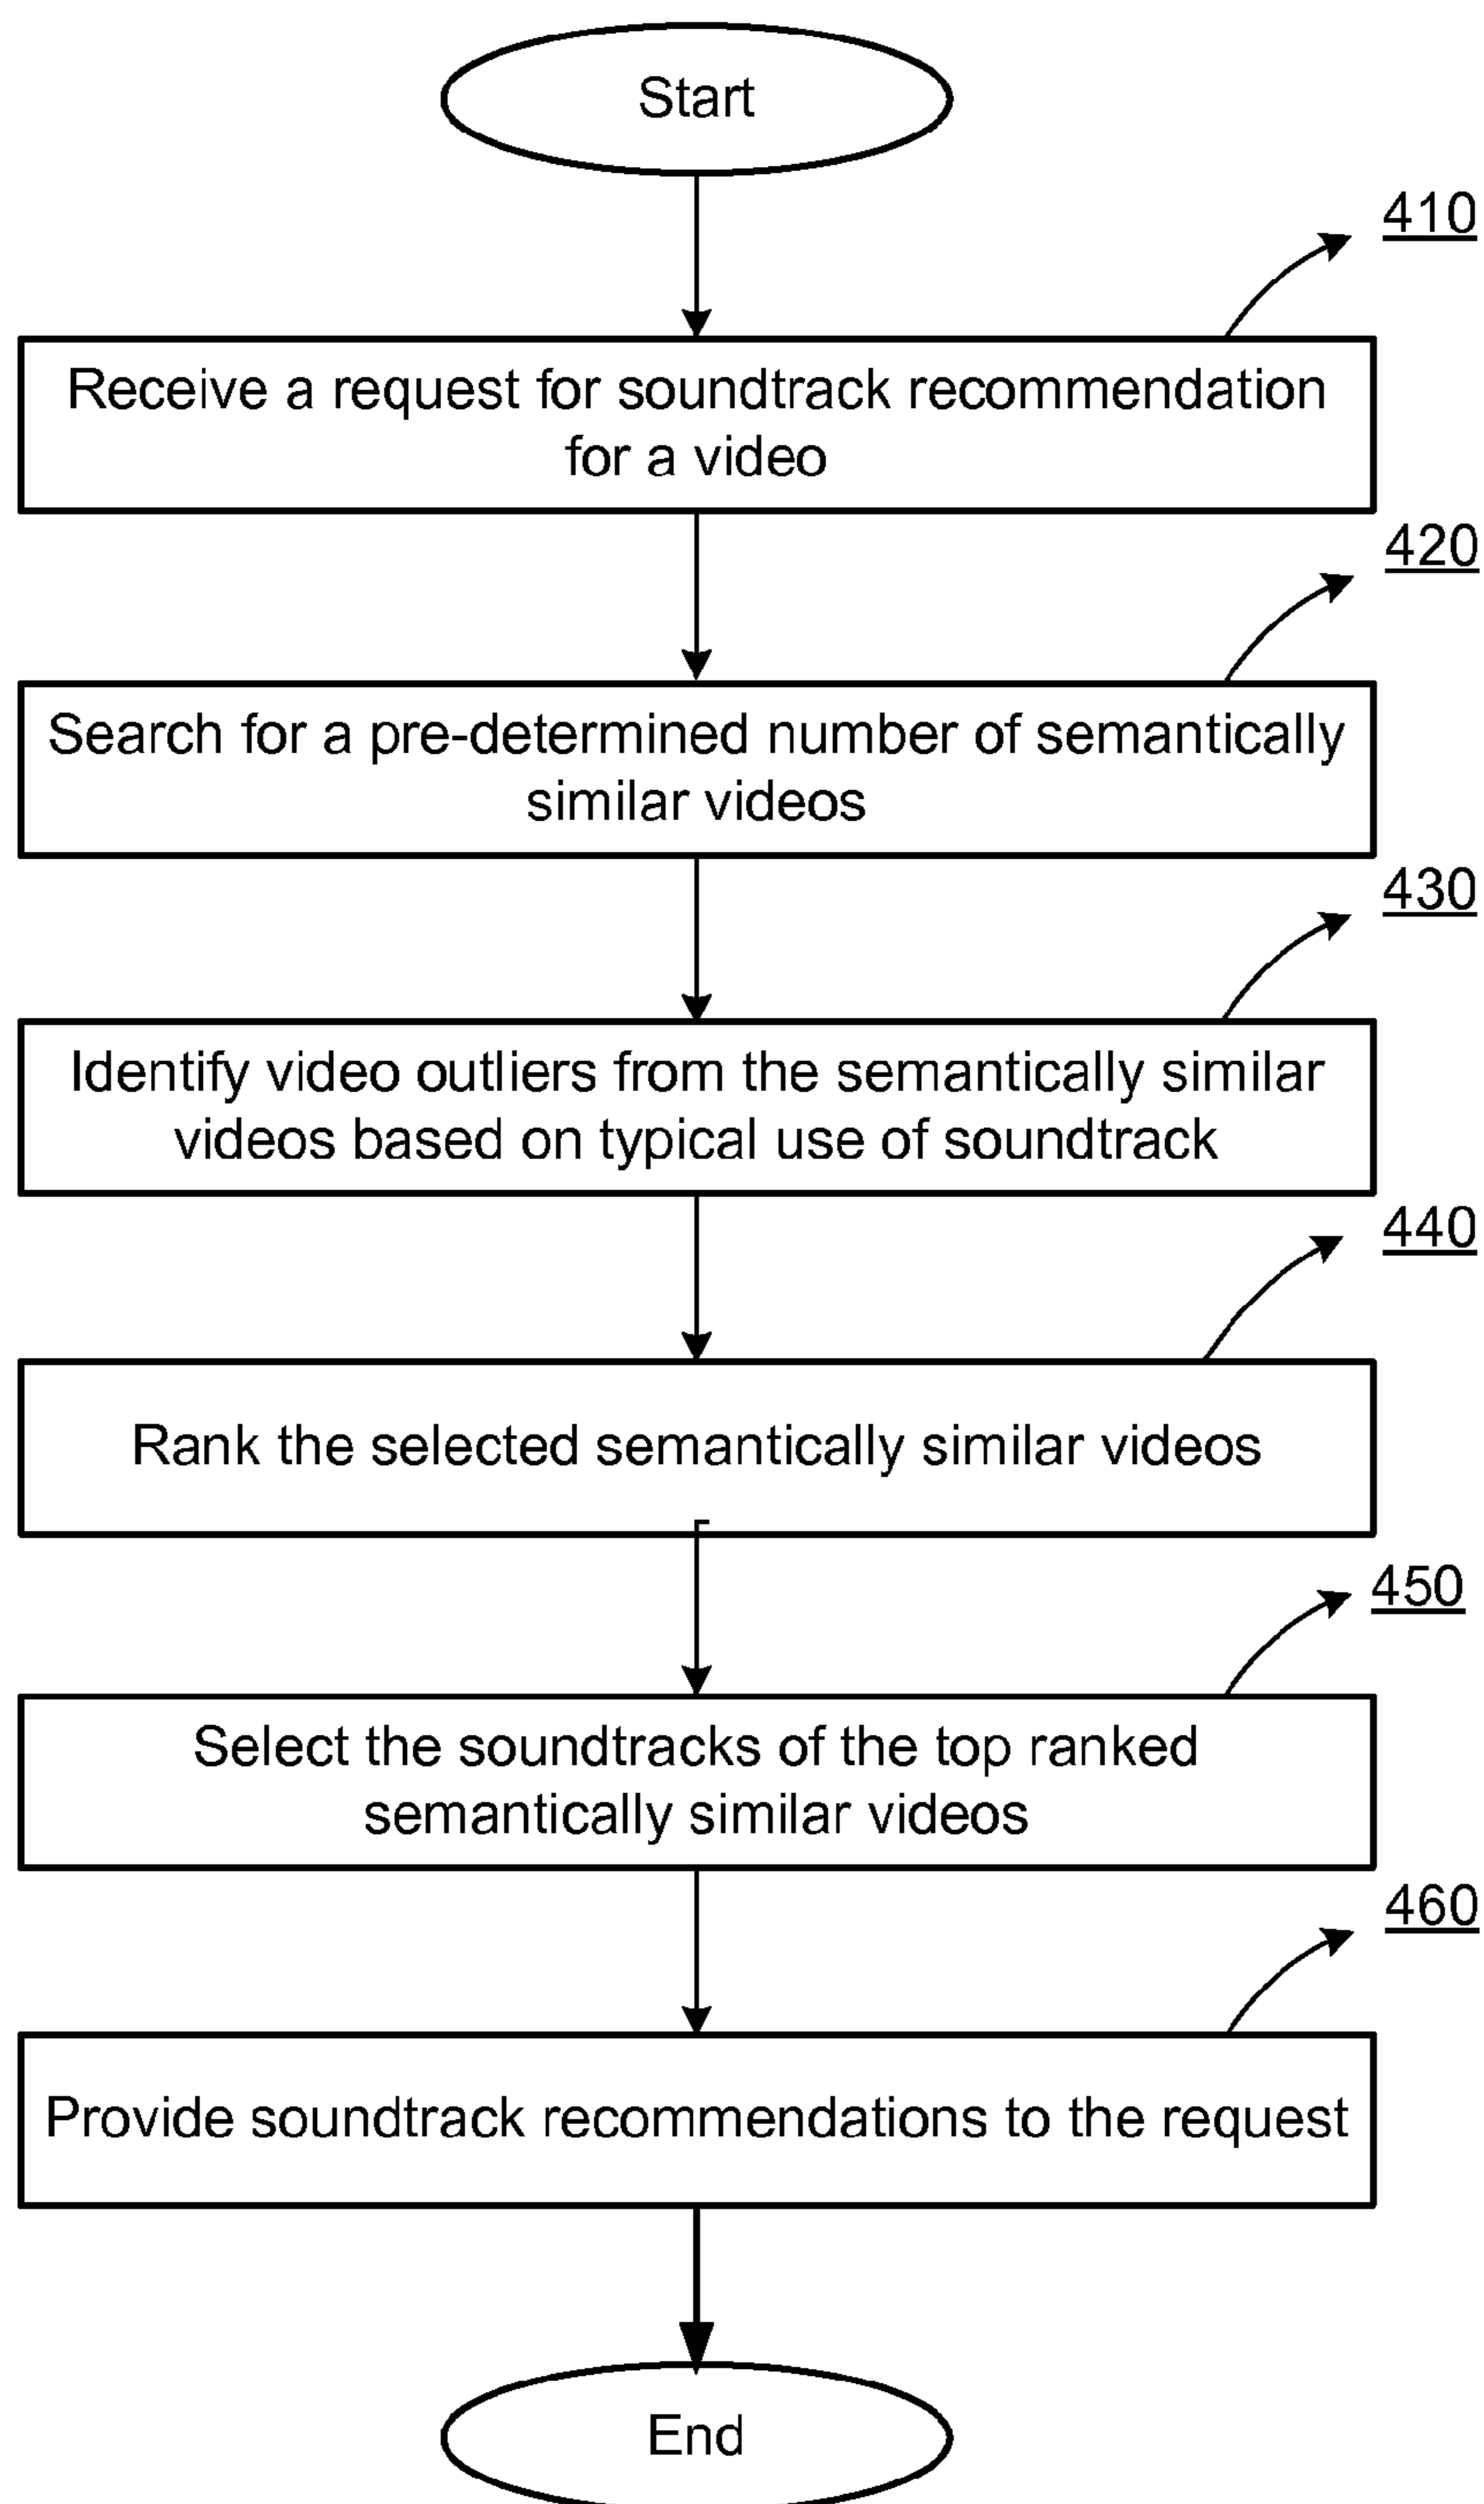 Start
410
Receive a request for soundtrack recommendation
for a video
420
Search for a pre-determined number of semantically
similar videos
430
Identify video outliers from the semantically similar
videos based on typical use of soundtrack
440
Rank the selected semantically similar videos
450
Select the soundtracks of the top ranked
semantically similar videos
460
Provide soundtrack recommendations to the request
End